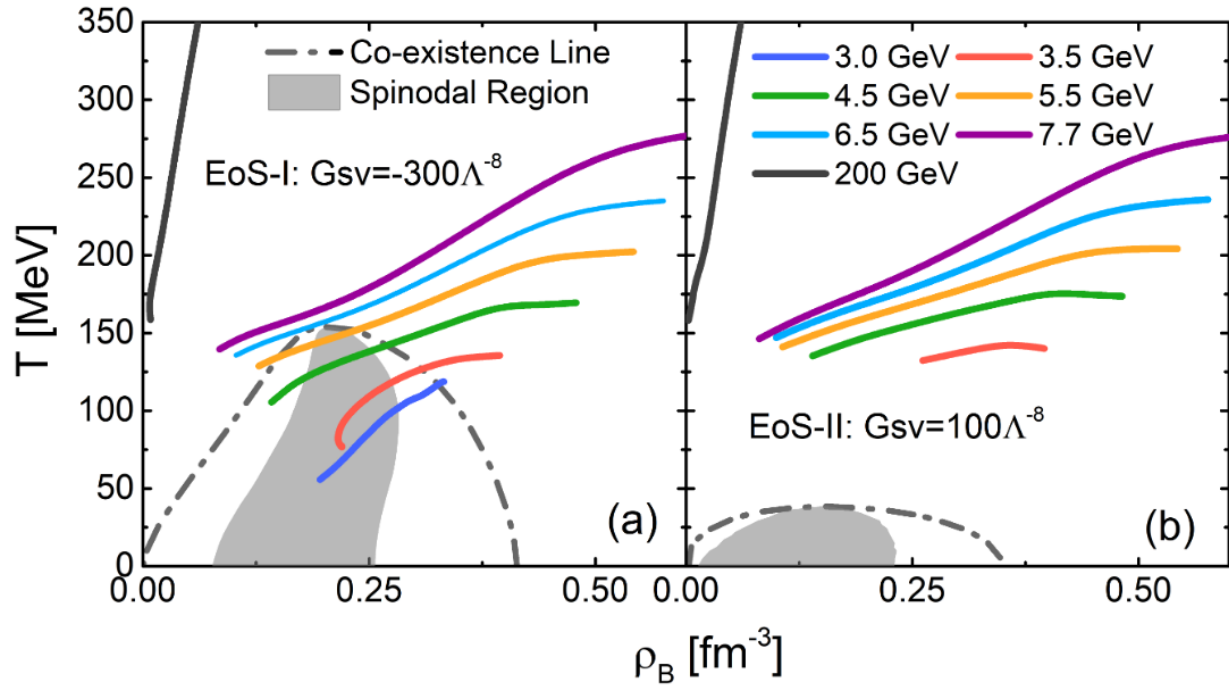 350
300
250
200
150
100
50
0
T [MeV]
Co-existence Line
Spinodal Region
EoS-I: Gsv=-300Λ⁻⁸
(a)
0.00 0.25 0.50
3.0 GeV 3.5 GeV
4.5 GeV 5.5 GeV
6.5 GeV 7.7 GeV
200 GeV
EoS-II: Gsv=100Λ⁻⁸
(b)
0.00 0.25 0.50
ρ_B [fm⁻³]